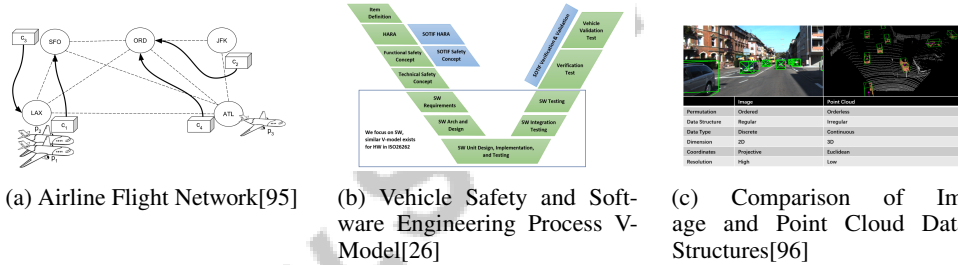 C3
SFO
ORD
JFK
C2
LAX
C1
C4
ATL
p2
p1
p3
(a) Airline Flight Network[95]
Item
Definition
HARA
SOTIF HARA
Functional Safety
Concept
SOTIF Safety
Concept
Technical Safety
Concept
SW
Requirements
SW Arch and
Design
SW Unit Design, Implementation,
and Testing
SW Integration
Testing
SW Testing
Verification
Test
Vehicle
Validation
Test
SOTIF Verification & Validation
We focus on SW,
similar V-model exists
for HW in ISO26262
(b) Vehicle Safety and Soft-
ware Engineering Process V-
Model[26]
Image Point Cloud
Permutation Ordered Orderless
Data Structure Regular Irregular
Data Type Discrete Continuous
Dimension 2D 3D
Coordinates Projective Euclidean
Resolution High Low
(c) Comparison of Im
age and Point Cloud Data
Structures[96]